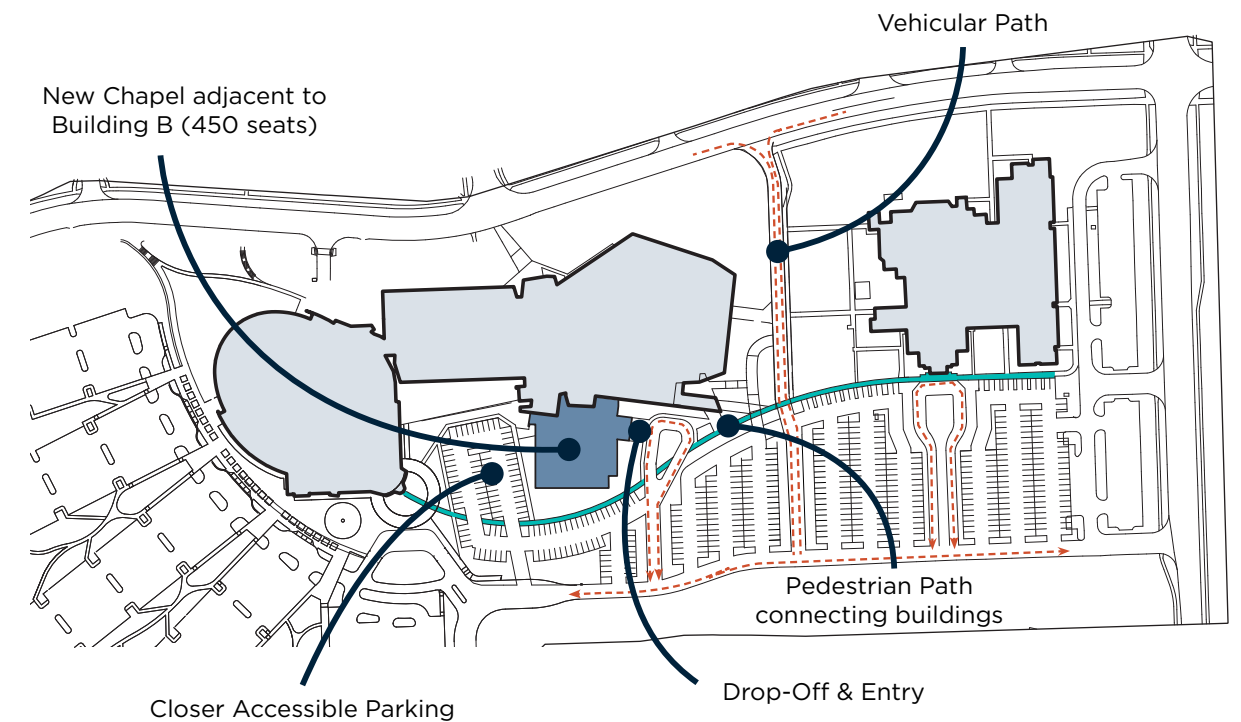 Vehicular Path
New Chapel adjacent to
Building B (450 seats)
Pedestrian Path
connecting buildings
Drop-Off & Entry
Closer Accessible Parking